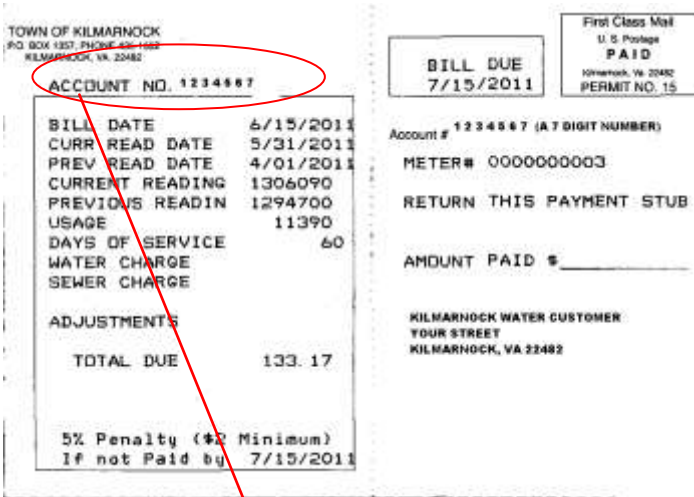 TOWN OF KILMARNOCK
P.O. BOX 1357, PHONE
KILMARNOCK, VA. 22482
ACCOUNT NO. 1234567
BILL DATE 6/15/2011
CURR READ DATE 5/31/2011
PREV READ DATE 4/01/2011
CURRENT READING 1306090
PREVIOUS READIN 1294700
USAGE 11390
DAYS OF SERVICE 60
WATER CHARGE
SEWER CHARGE
ADJUSTMENTS
TOTAL DUE 133.17
5% Penalty ($2 Minimum)
If not Paid by 7/15/2011
BILL DUE
7/15/2011
First Class Mail
U. S. Postage
PAID
Kilmarnock, Va. 22482
PERMIT NO. 15
Account # 1234567 (A 7 DIGIT NUMBER)
METER# 0000000003
RETURN THIS PAYMENT STUB
AMOUNT PAID $
KILMARNOCK WATER CUSTOMER
YOUR STREET
KILMARNOCK, VA 22482